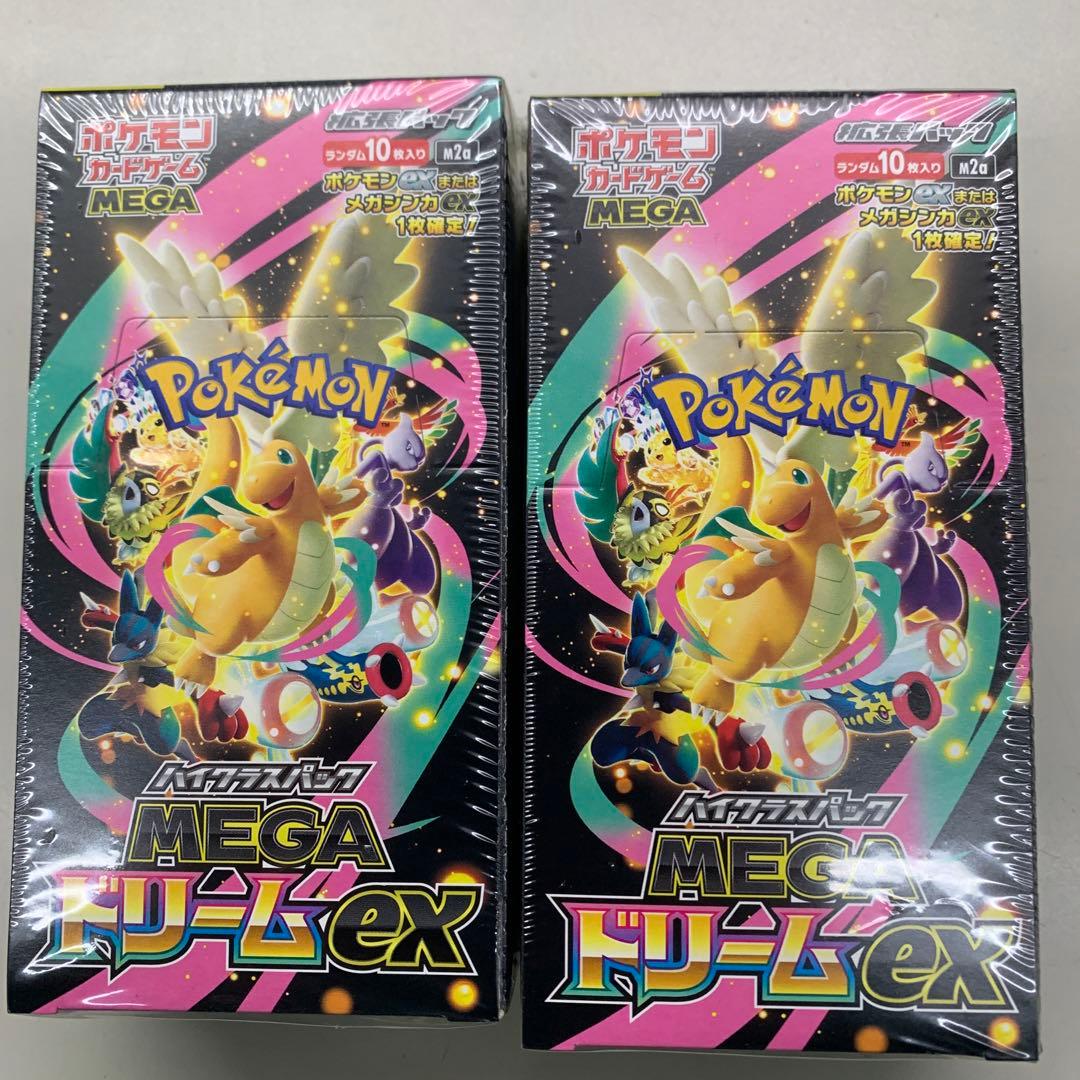 ポケモン
カードゲーム
MEGA
拡張パック
ランダム10枚入り M2a
ポケモンexまたは
メガシンカex
1枚確定!
POKéMON
TM
ハイクラスパック
MEGA
ドリームex
ポケモン
カードゲーム
TM
MEGA
拡張パック
ランダム10枚入り M2a
ポケモンexまたは
メガシンカex
1枚確定!
POKéMON
TM
ハイクラスパック
MEGA
ドリームex